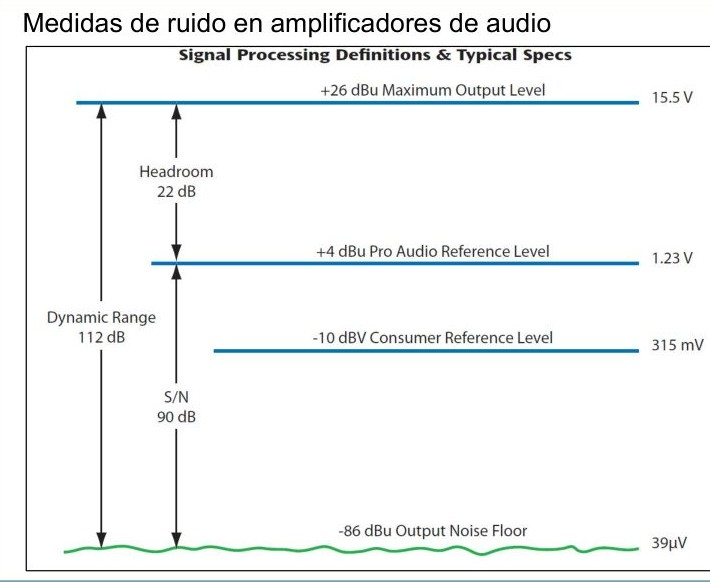 Medidas de ruido en amplificadores de audio
Signal Processing Definitions & Typical Specs
+26 dBu Maximum Output Level
15.5 V
Headroom
22 dB
+4 dBu Pro Audio Reference Level
1.23 V
Dynamic Range
112 dB
-10 dBV Consumer Reference Level
315 mV
S/N
90 dB
-86 dBu Output Noise Floor
39µV